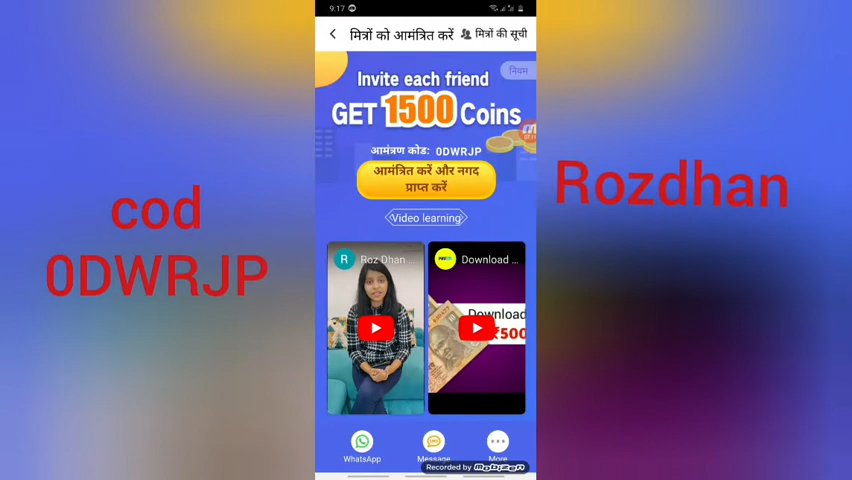 9:17
मित्रों को आमंत्रित करें
मित्रों की सूची
नियम
Invite each friend
GET 1500 Coins
आमंत्रण कोड: 0DWRJP
आमंत्रित करें और नगद
प्राप्त करें
Video learning
R Roz Dhan ...
Download ...
Download
₹500
WhatsApp
Message
More
Recorded by MOBIZEN
cod
0DWRJP
Rozdhan